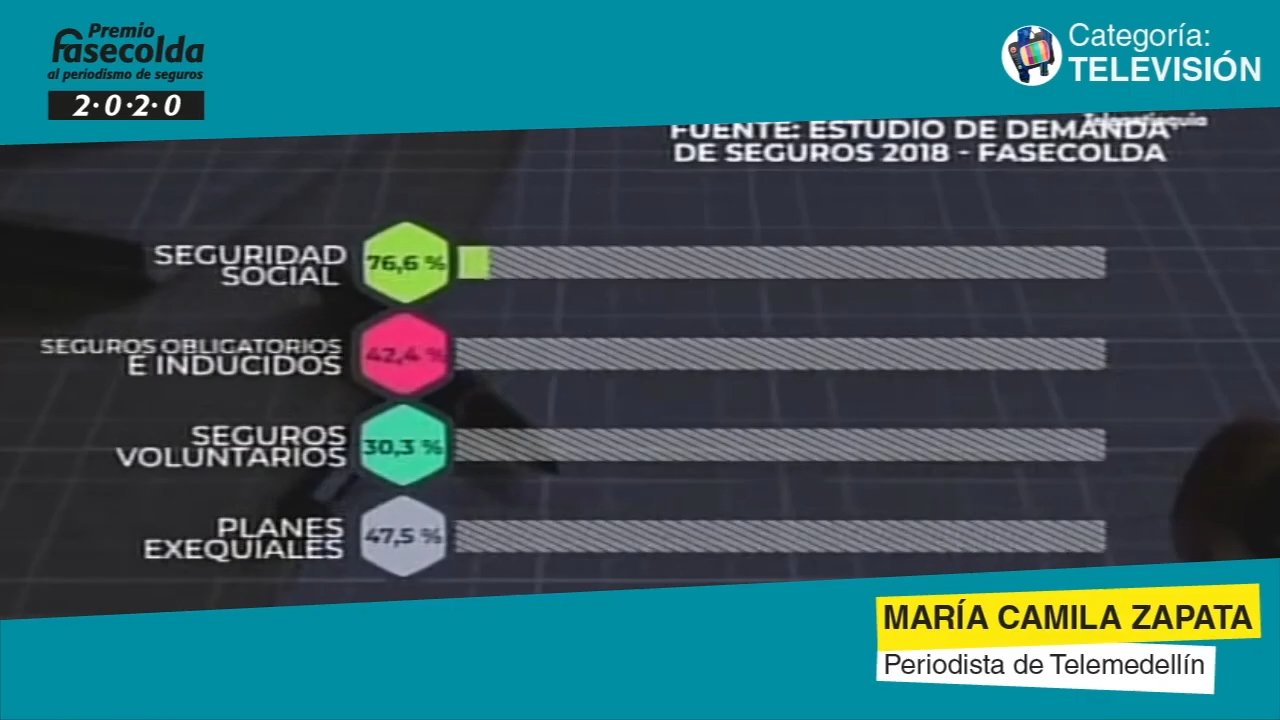 Premio
fasecolda
al periodismo de seguros
2·0·2·0
Categoría:
TELEVISIÓN
FUENTE: ESTUDIO DE DEMANDA
DE SEGUROS 2018 - FASECOLDA
SEGURIDAD
SOCIAL
76,6 %
SEGUROS OBLIGATORIOS
E INDUCIDOS
42,4 %
SEGUROS
VOLUNTARIOS
30,3 %
PLANES
EXEQUIALES
47,5 %
MARÍA CAMILA ZAPATA
Periodista de Telemedellín